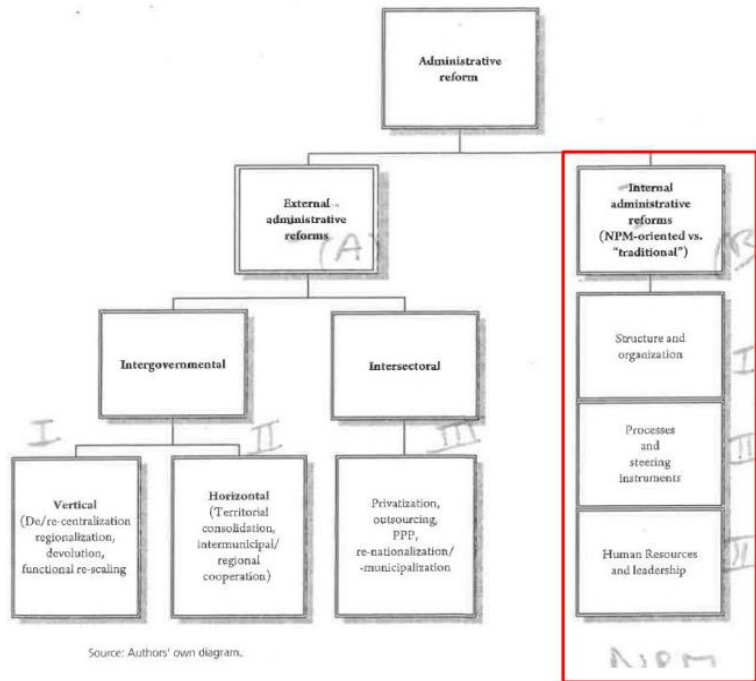 Administrative
reform
External
administrative
reforms
(A)
Internal
administrative
reforms
(NPM-oriented vs.
"traditional")
(B
Intergovernmental
Intersectoral
Structure and
organization
I
Processes
and
steering
instruments
II
Human Resources
and leadership
I
II
III
Vertical
(De/re-centralization
regionalization,
devolution,
functional re-scaling
Horizontal
(Territorial
consolidation,
intermunicipal/
regional
cooperation)
Privatization,
outsourcing,
PPP,
re-nationalization/
-municipalization
NPM
Source: Authors' own diagram.